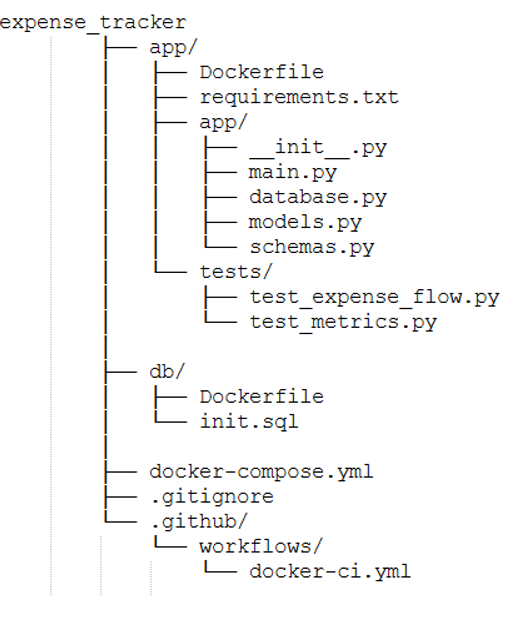 expense_tracker
├── app/
│   ├── Dockerfile
│   ├── requirements.txt
│   ├── app/
│   │   ├── __init__.py
│   │   ├── main.py
│   │   ├── database.py
│   │   ├── models.py
│   │   └── schemas.py
│   └── tests/
│       ├── test_expense_flow.py
│       └── test_metrics.py
│
├── db/
│   ├── Dockerfile
│   └── init.sql
│
├── docker-compose.yml
├── .gitignore
└── .github/
    └── workflows/
        └── docker-ci.yml